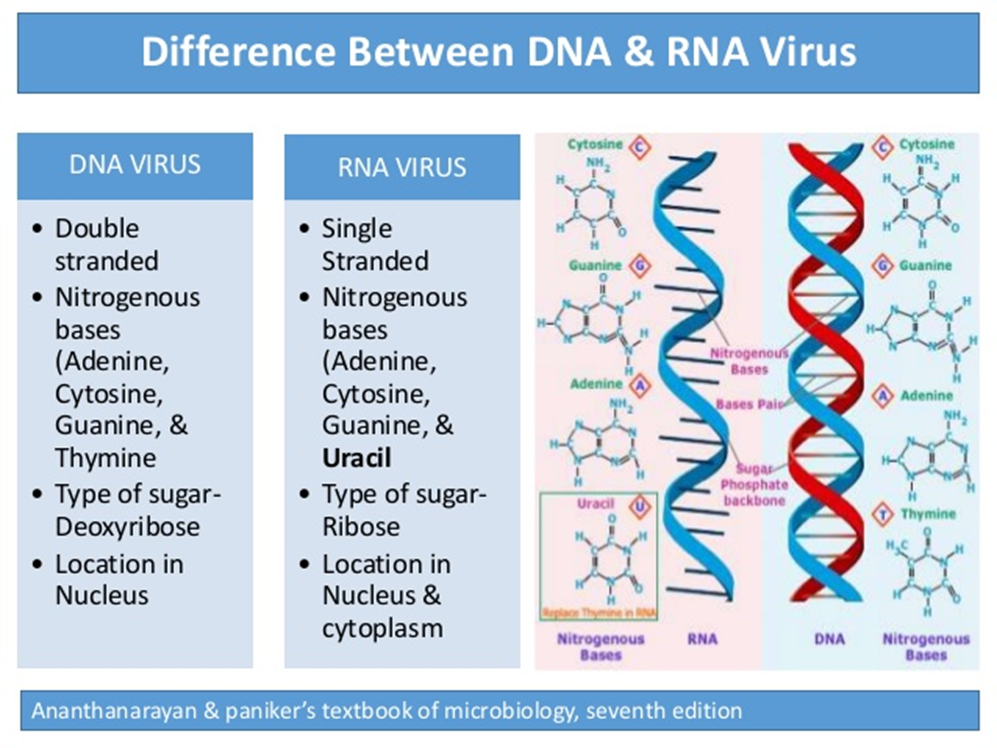 Difference Between DNA & RNA Virus
DNA VIRUS
• Double
stranded
• Nitrogenous
bases
(Adenine,
Cytosine,
Guanine, &
Thymine
• Type of sugar-
Deoxyribose
• Location in
Nucleus
RNA VIRUS
• Single
Stranded
• Nitrogenous
bases
(Adenine,
Cytosine,
Guanine, &
Uracil
• Type of sugar-
Ribose
• Location in
Nucleus &
cytoplasm
Cytosine C
NH2
Guanine G
Adenine A
NH2
Uracil U
Replace Thymine in RNA
Nitrogenous
Bases
RNA
Nitrogenous
Bases
Bases Pair
Sugar
Phosphate
backbone
DNA
C Cytosine
NH2
G Guanine
A Adenine
NH2
T Thymine
H3C
Nitrogenous
Bases
Ananthanarayan & paniker's textbook of microbiology, seventh edition